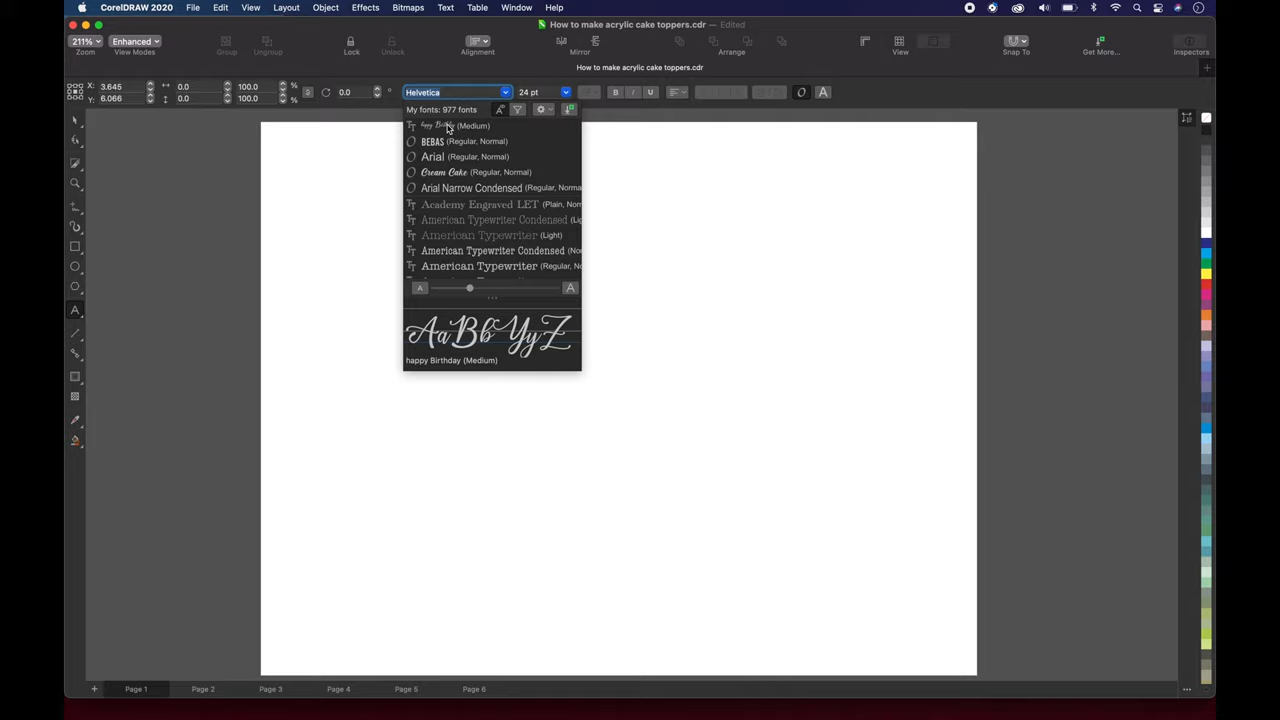 CorelDRAW 2020 File Edit View Layout Object Effects Bitmaps Text Table Window Help
How to make acrylic cake toppers.cdr — Edited
211% Enhanced
Zoom View Modes Group Ungroup Lock Unlock Alignment Mirror Arrange View Snap To Get More... Inspectors
How to make acrylic cake toppers.cdr
X: 3.645 0.0 100.0 % 0.0 ° Helvetica 24 pt B I U O A
Y: 6.066 0.0 100.0 %
My fonts: 977 fonts
happy Birthday (Medium)
BEBAS (Regular, Normal)
Arial (Regular, Normal)
Cream Cake (Regular, Normal)
Arial Narrow Condensed (Regular, Norma
Academy Engraved LET (Plain, Nor
American Typewriter Condensed (Lig
American Typewriter (Light)
American Typewriter Condensed (No
American Typewriter (Regular, No
A A
AaBbYyZ
happy Birthday (Medium)
Page 1 Page 2 Page 3 Page 4 Page 5 Page 6